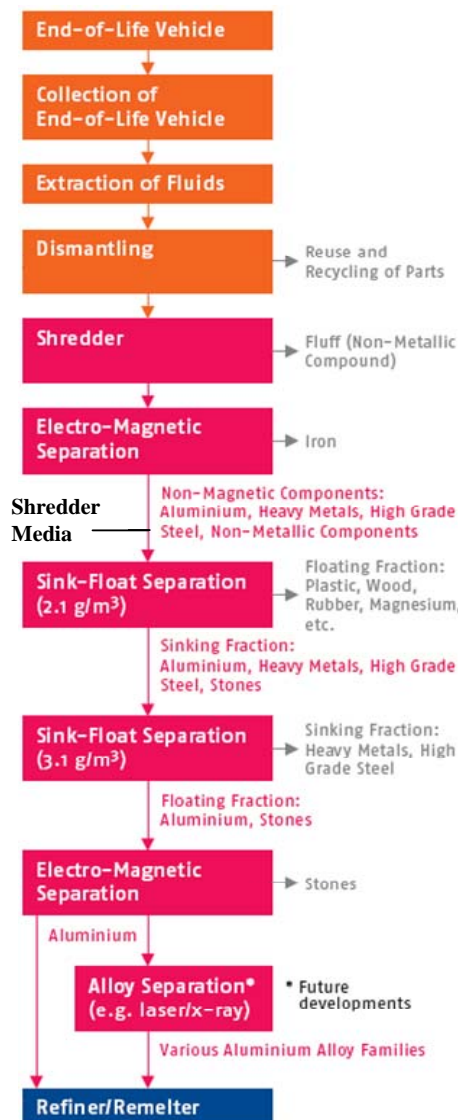 End-of-Life Vehicle
Collection of
End-of-Life Vehicle
Extraction of Fluids
Dismantling
Reuse and
Recycling of Parts
Shredder
Fluff (Non-Metallic
Compound)
Electro-Magnetic
Separation
Iron
Shredder
Media
Non-Magnetic Components:
Aluminium, Heavy Metals, High Grade
Steel, Non-Metallic Components
Sink-Float Separation
(2.1 g/m³)
Floating Fraction:
Plastic, Wood,
Rubber, Magnesium,
etc.
Sinking Fraction:
Aluminium, Heavy Metals, High Grade
Steel, Stones
Sink-Float Separation
(3.1 g/m³)
Sinking Fraction:
Heavy Metals, High
Grade Steel
Floating Fraction:
Aluminium, Stones
Electro-Magnetic
Separation
Stones
Aluminium
Alloy Separation*
(e.g. laser/x-ray)
* Future
developments
Various Aluminium Alloy Families
Refiner/Remelter